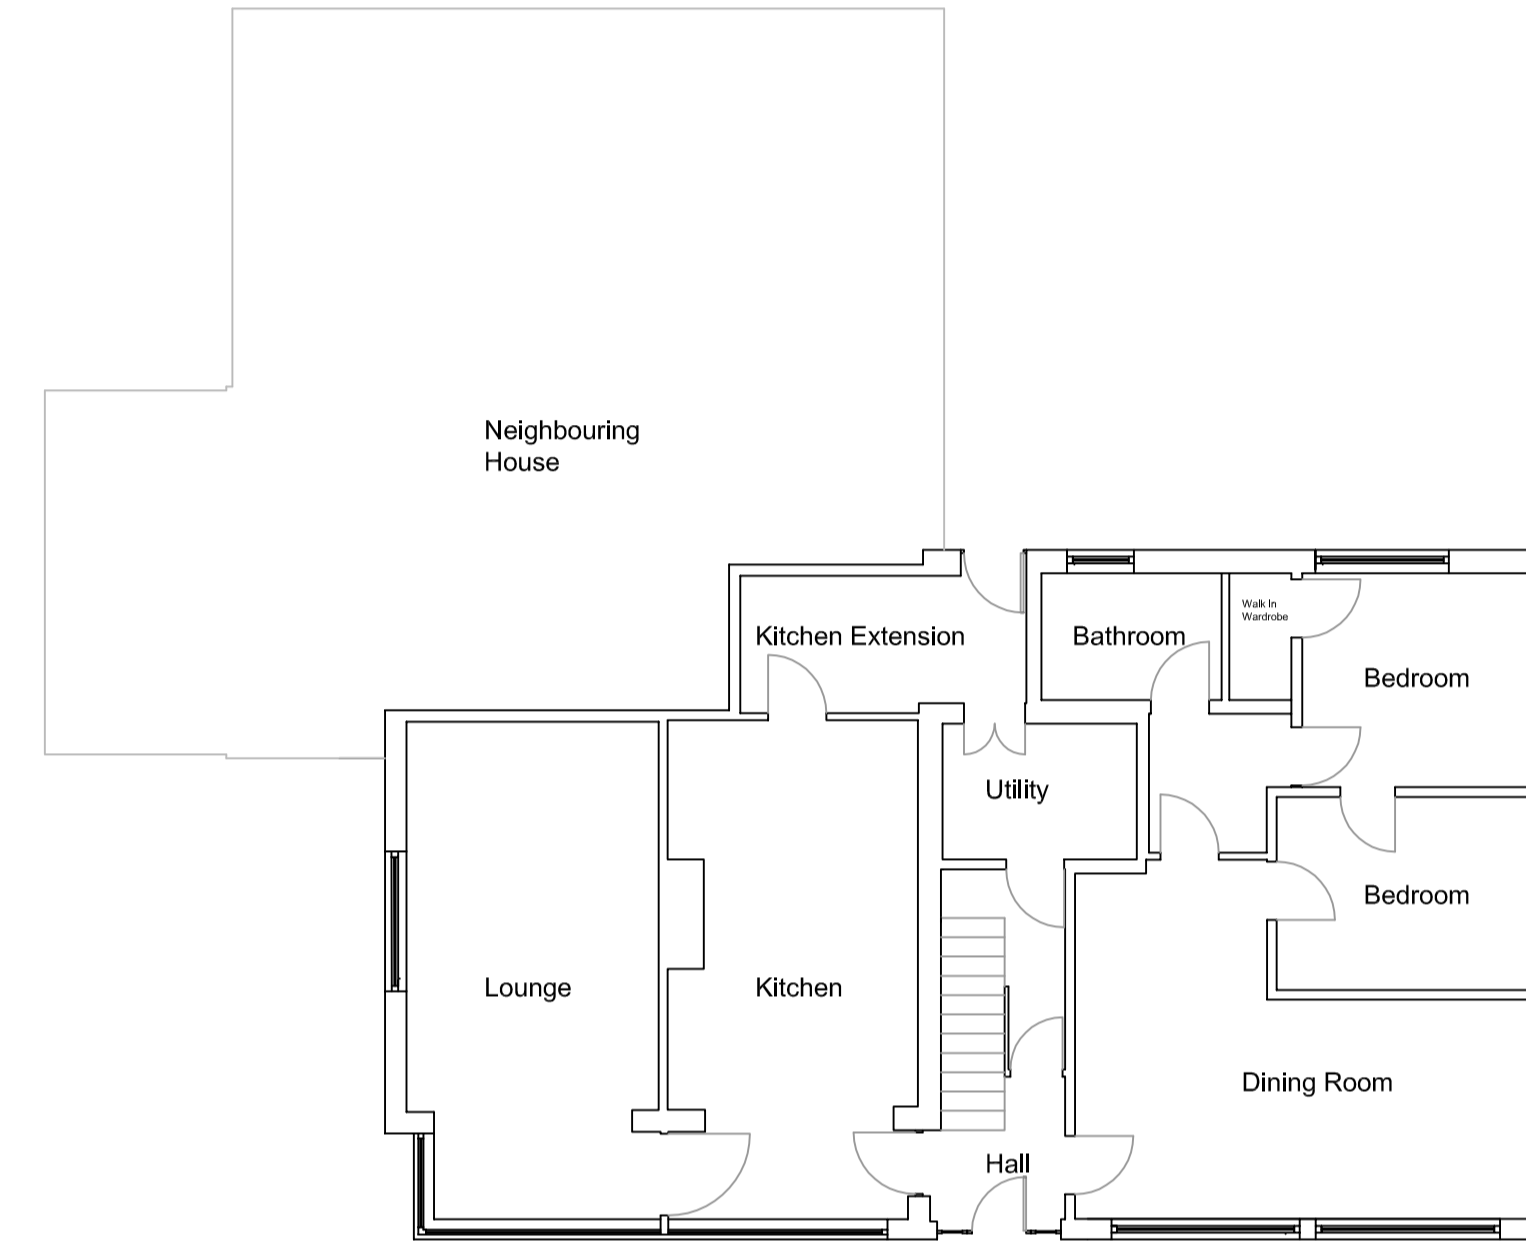 Neighbouring
House
Kitchen Extension
Bathroom
Walk In
Wardrobe
Bedroom
Utility
Bedroom
Lounge
Kitchen
Dining Room
Hall